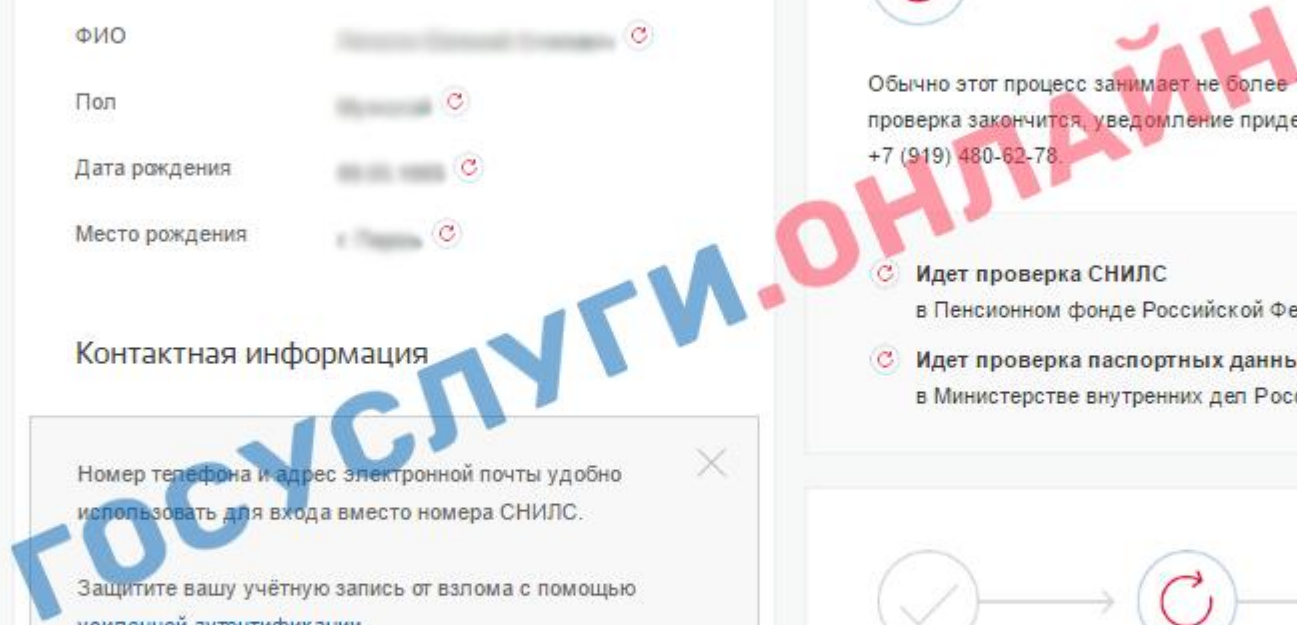 ФИО
Пол
Дата рождения
Место рождения
Контактная информация
Номер телефона и адрес электронной почты удобно
использовать для входа вместо номера СНИЛС.
Защитите вашу учётную запись от взлома с помощью
усиленной аутентификации
Обычно этот процесс занимает не более
проверка закончится, уведомление приде
+7 (919) 480-62-78.
Идет проверка СНИЛС
в Пенсионном фонде Российской Фе
Идет проверка паспортных данны
в Министерстве внутренних дел Росс
ГОСУСЛУГИ.ОНЛАЙН